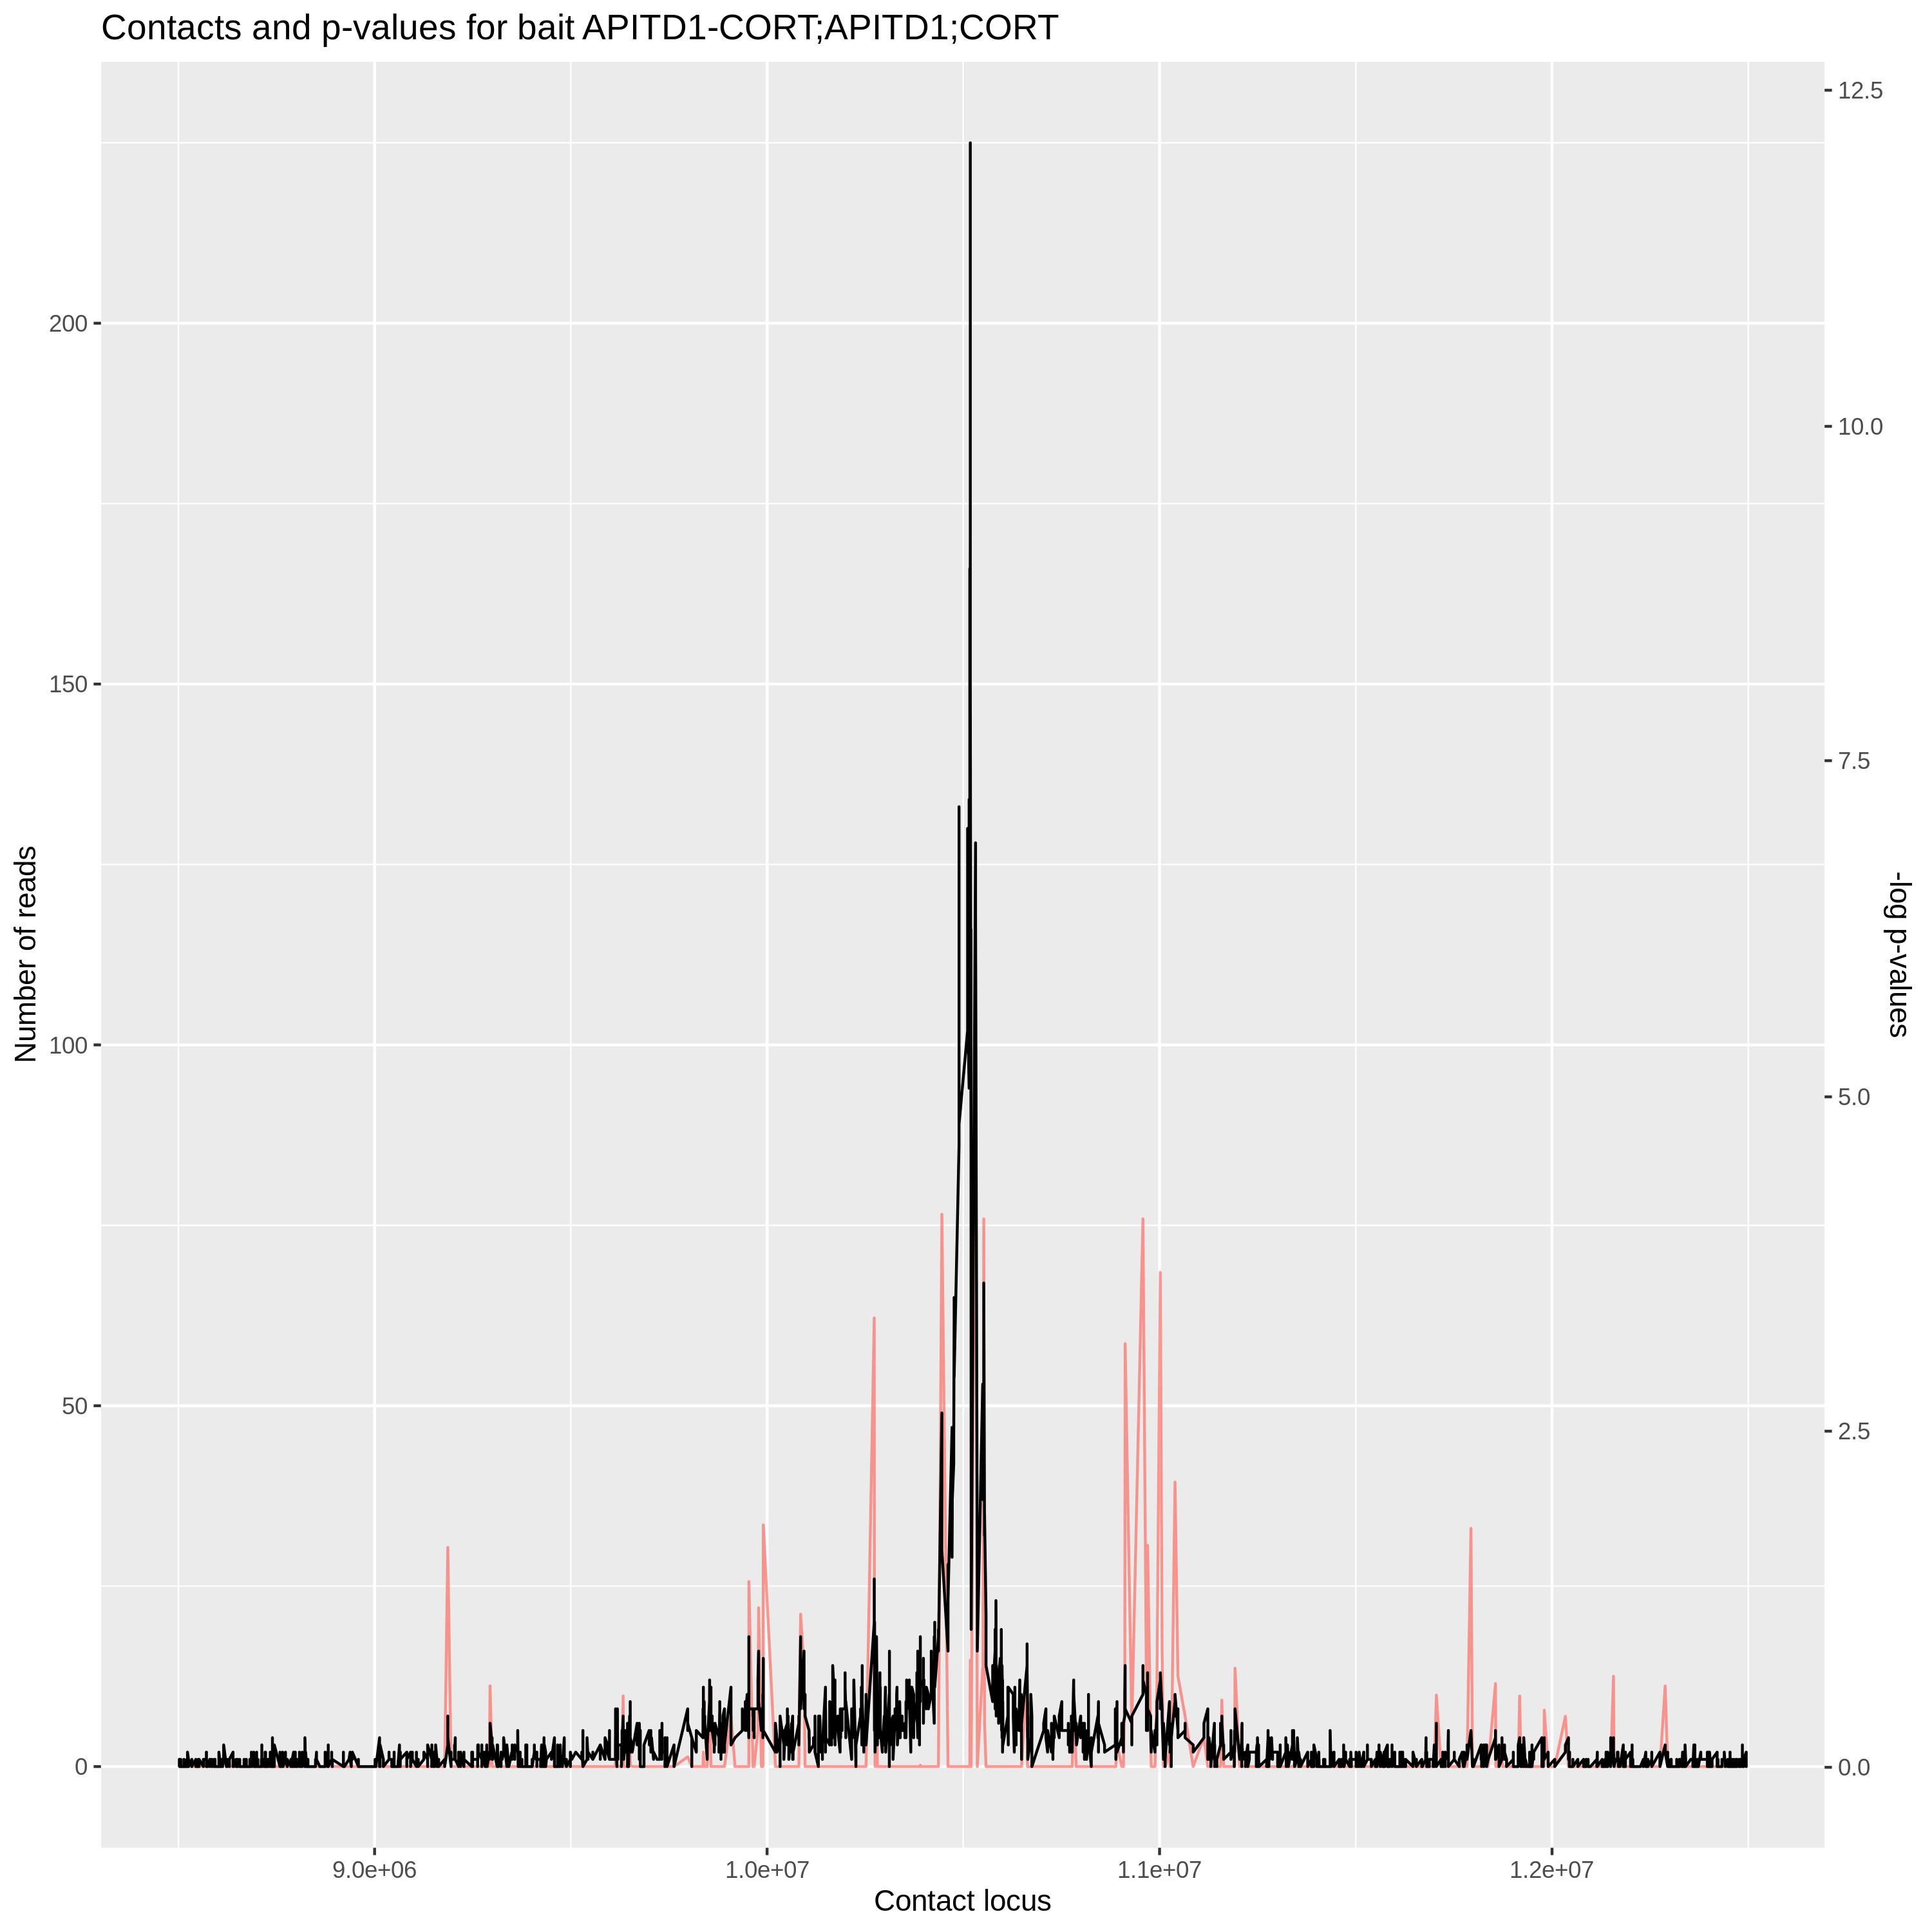 Contacts and p-values for bait APITD1-CORT;APITD1;CORT
Number of reads
200
150
100
50
0
12.5
10.0
7.5
5.0
2.5
0.0
-log p-values
9.0e+06 1.0e+07 1.1e+07 1.2e+07
Contact locus